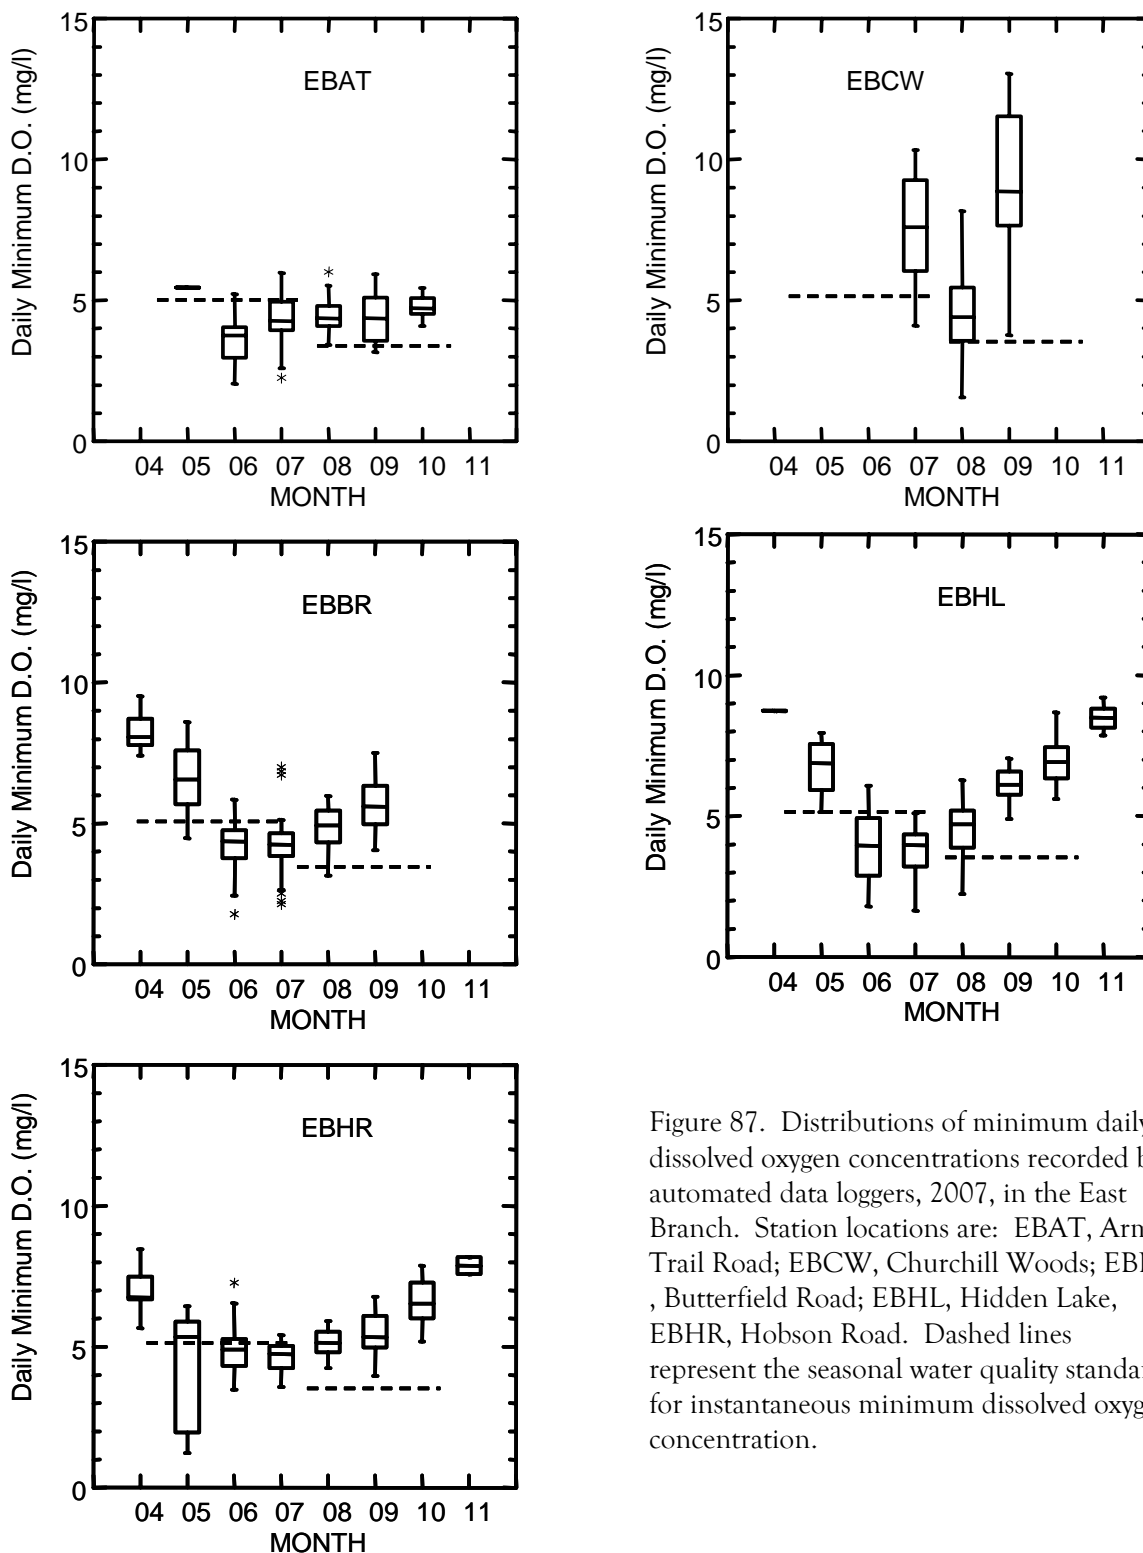 Daily Minimum D.O. (mg/l)
15
10
5
0
EBAT
04 05 06 07 08 09 10 11
MONTH
Daily Minimum D.O. (mg/l)
15
10
5
0
EBCW
04 05 06 07 08 09 10 11
MONTH
Daily Minimum D.O. (mg/l)
15
10
5
0
EBBR
04 05 06 07 08 09 10 11
MONTH
Daily Minimum D.O. (mg/l)
15
10
5
0
EBHL
04 05 06 07 08 09 10 11
MONTH
Daily Minimum D.O. (mg/l)
15
10
5
0
EBHR
04 05 06 07 08 09 10 11
MONTH
Figure 87. Distributions of minimum daily
dissolved oxygen concentrations recorded
automated data loggers, 2007, in the East
Branch. Station locations are: EBAT, Arm
Trail Road; EBCW, Churchill Woods;
, Butterfield Road; EBHL, Hidden Lake,
EBHR, Hobson Road. Dashed lines
represent the seasonal water quality standa
for instantaneous minimum dissolved oxyg
concentration.